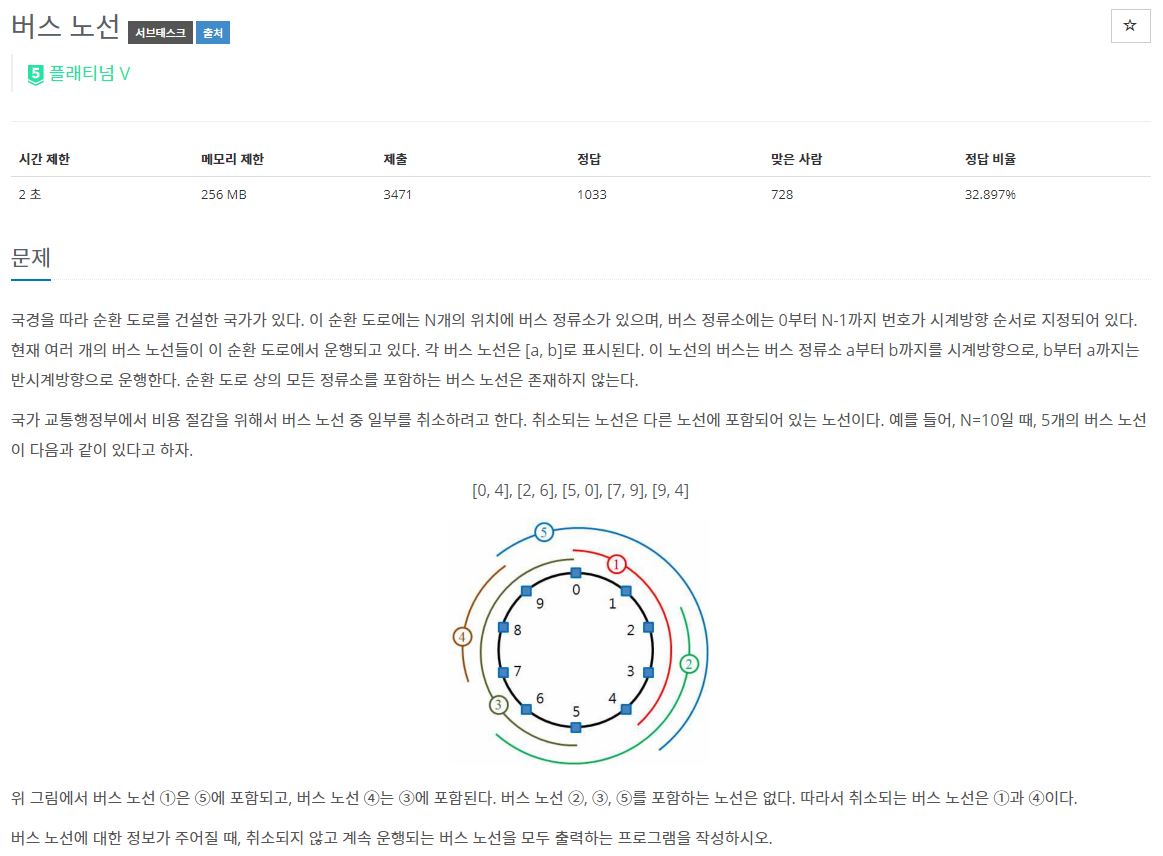 버스 노선 서브태스크 출처
☆
5 플래티넘 V
시간 제한 메모리 제한 제출 정답 맞은 사람 정답 비율
2 초 256 MB 3471 1033 728 32.897%
문제
국경을 따라 순환 도로를 건설한 국가가 있다. 이 순환 도로에는 N개의 위치에 버스 정류소가 있으며, 버스 정류소에는 0부터 N-1까지 번호가 시계방향 순서로 지정되어 있다.
현재 여러 개의 버스 노선들이 이 순환 도로에서 운행되고 있다. 각 버스 노선은 [a, b]로 표시된다. 이 노선의 버스는 버스 정류소 a부터 b까지를 시계방향으로, b부터 a까지는
반시계방향으로 운행한다. 순환 도로 상의 모든 정류소를 포함하는 버스 노선은 존재하지 않는다.
국가 교통행정부에서 비용 절감을 위해서 버스 노선 중 일부를 취소하려고 한다. 취소되는 노선은 다른 노선에 포함되어 있는 노선이다. 예를 들어, N=10일 때, 5개의 버스 노선
이 다음과 같이 있다고 하자.
[0, 4], [2, 6], [5, 0], [7, 9], [9, 4]
⑤
①
0
9 1
④ 8 2
②
7 3
③ 6 4
5
위 그림에서 버스 노선 ①은 ⑤에 포함되고, 버스 노선 ④는 ③에 포함된다. 버스 노선 ②, ③, ⑤를 포함하는 노선은 없다. 따라서 취소되는 버스 노선은 ①과 ④이다.
버스 노선에 대한 정보가 주어질 때, 취소되지 않고 계속 운행되는 버스 노선을 모두 출력하는 프로그램을 작성하시오.